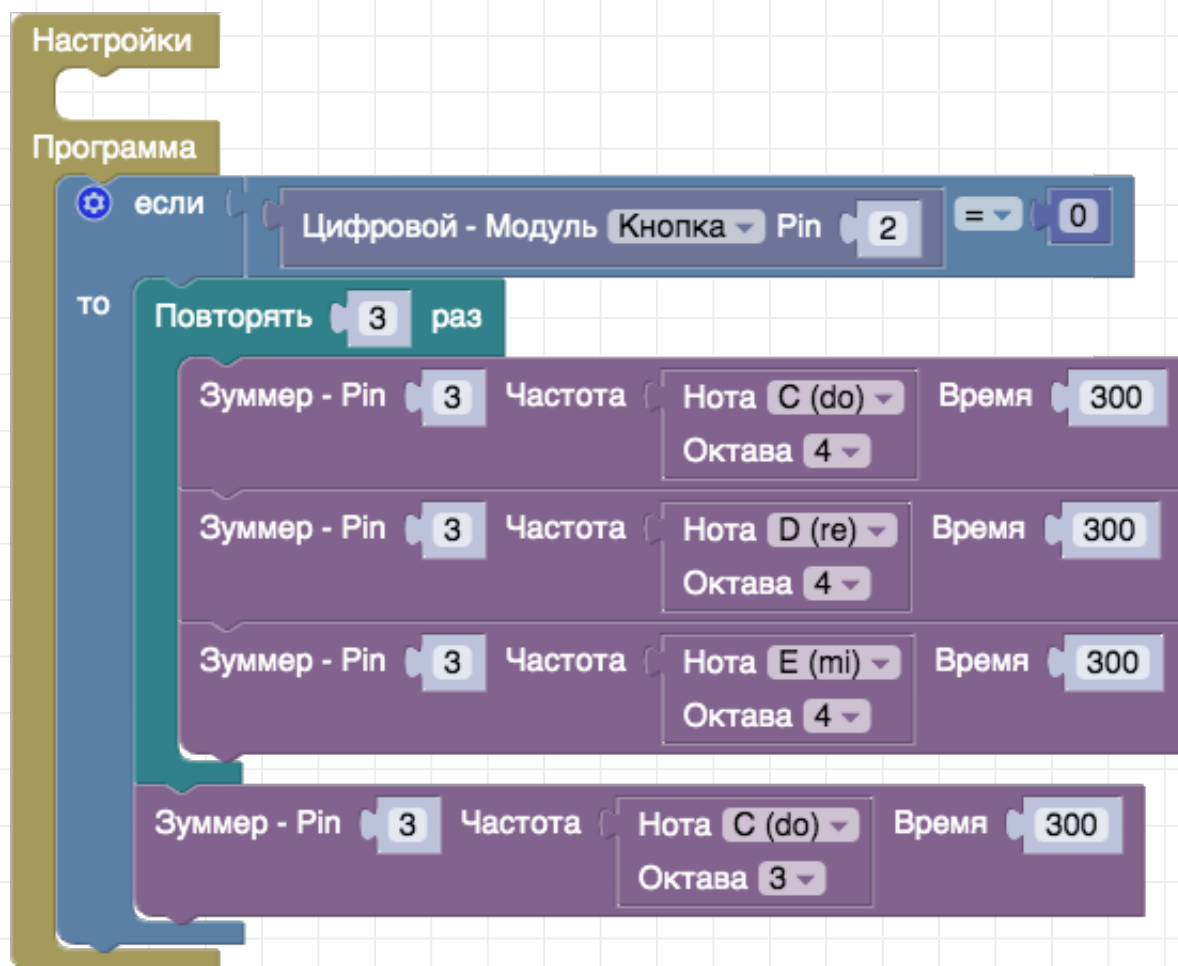 Настройки
Программа
если Цифровой - Модуль Кнопка Pin 2 = 0
то Повторять 3 раз
Зуммер - Pin 3 Частота Нота C (do) Время 300
Октава 4
Зуммер - Pin 3 Частота Нота D (re) Время 300
Октава 4
Зуммер - Pin 3 Частота Нота E (mi) Время 300
Октава 4
Зуммер - Pin 3 Частота Нота C (do) Время 300
Октава 3